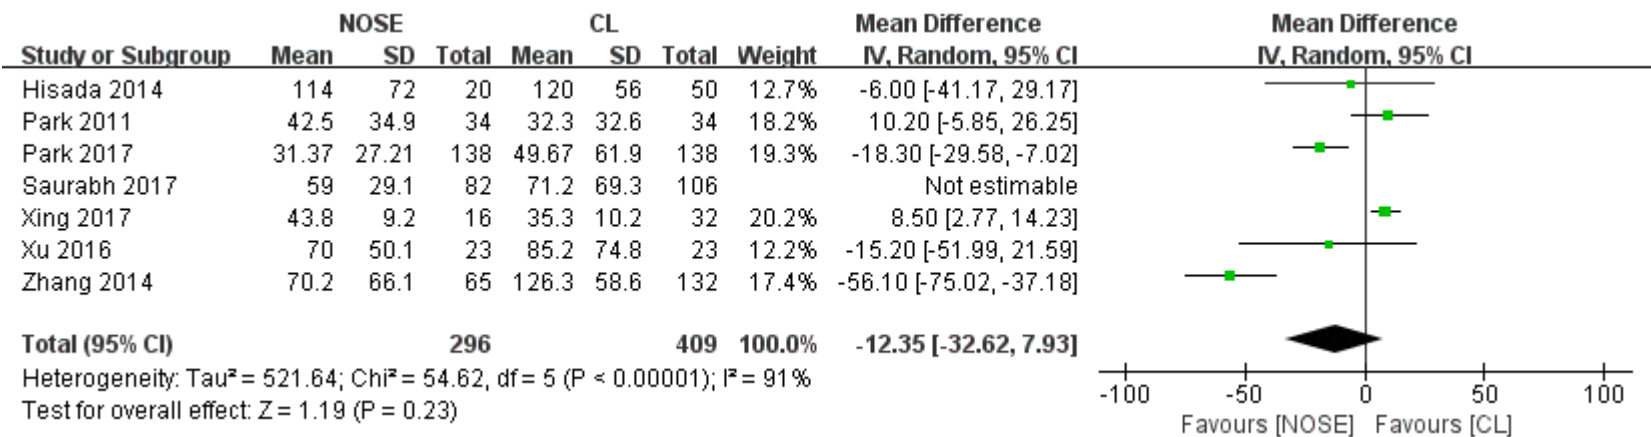 NOSE CL Mean Difference Mean Difference
Study or Subgroup Mean SD Total Mean SD Total Weight IV, Random, 95% CI IV, Random, 95% CI
Hisada 2014 114 72 20 120 56 50 12.7% -6.00 [-41.17, 29.17]
Park 2011 42.5 34.9 34 32.3 32.6 34 18.2% 10.20 [-5.85, 26.25]
Park 2017 31.37 27.21 138 49.67 61.9 138 19.3% -18.30 [-29.58, -7.02]
Saurabh 2017 59 29.1 82 71.2 69.3 106 Not estimable
Xing 2017 43.8 9.2 16 35.3 10.2 32 20.2% 8.50 [2.77, 14.23]
Xu 2016 70 50.1 23 85.2 74.8 23 12.2% -15.20 [-51.99, 21.59]
Zhang 2014 70.2 66.1 65 126.3 58.6 132 17.4% -56.10 [-75.02, -37.18]
Total (95% CI) 296 409 100.0% -12.35 [-32.62, 7.93]
Heterogeneity: Tau² = 521.64; Chi² = 54.62, df = 5 (P < 0.00001); I² = 91%
Test for overall effect: Z = 1.19 (P = 0.23)
-100 -50 0 50 100
Favours [NOSE] Favours [CL]